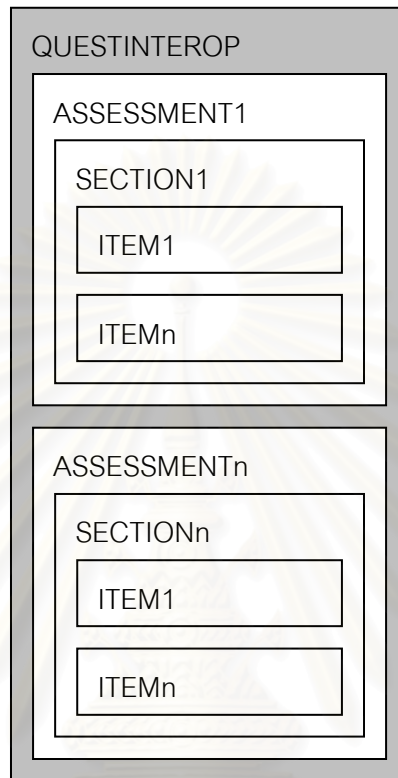 QUESTINTEROP
ASSESSMENT1
SECTION1
ITEM1
ITEMn
ASSESSMENTn
SECTIONn
ITEM1
ITEMn